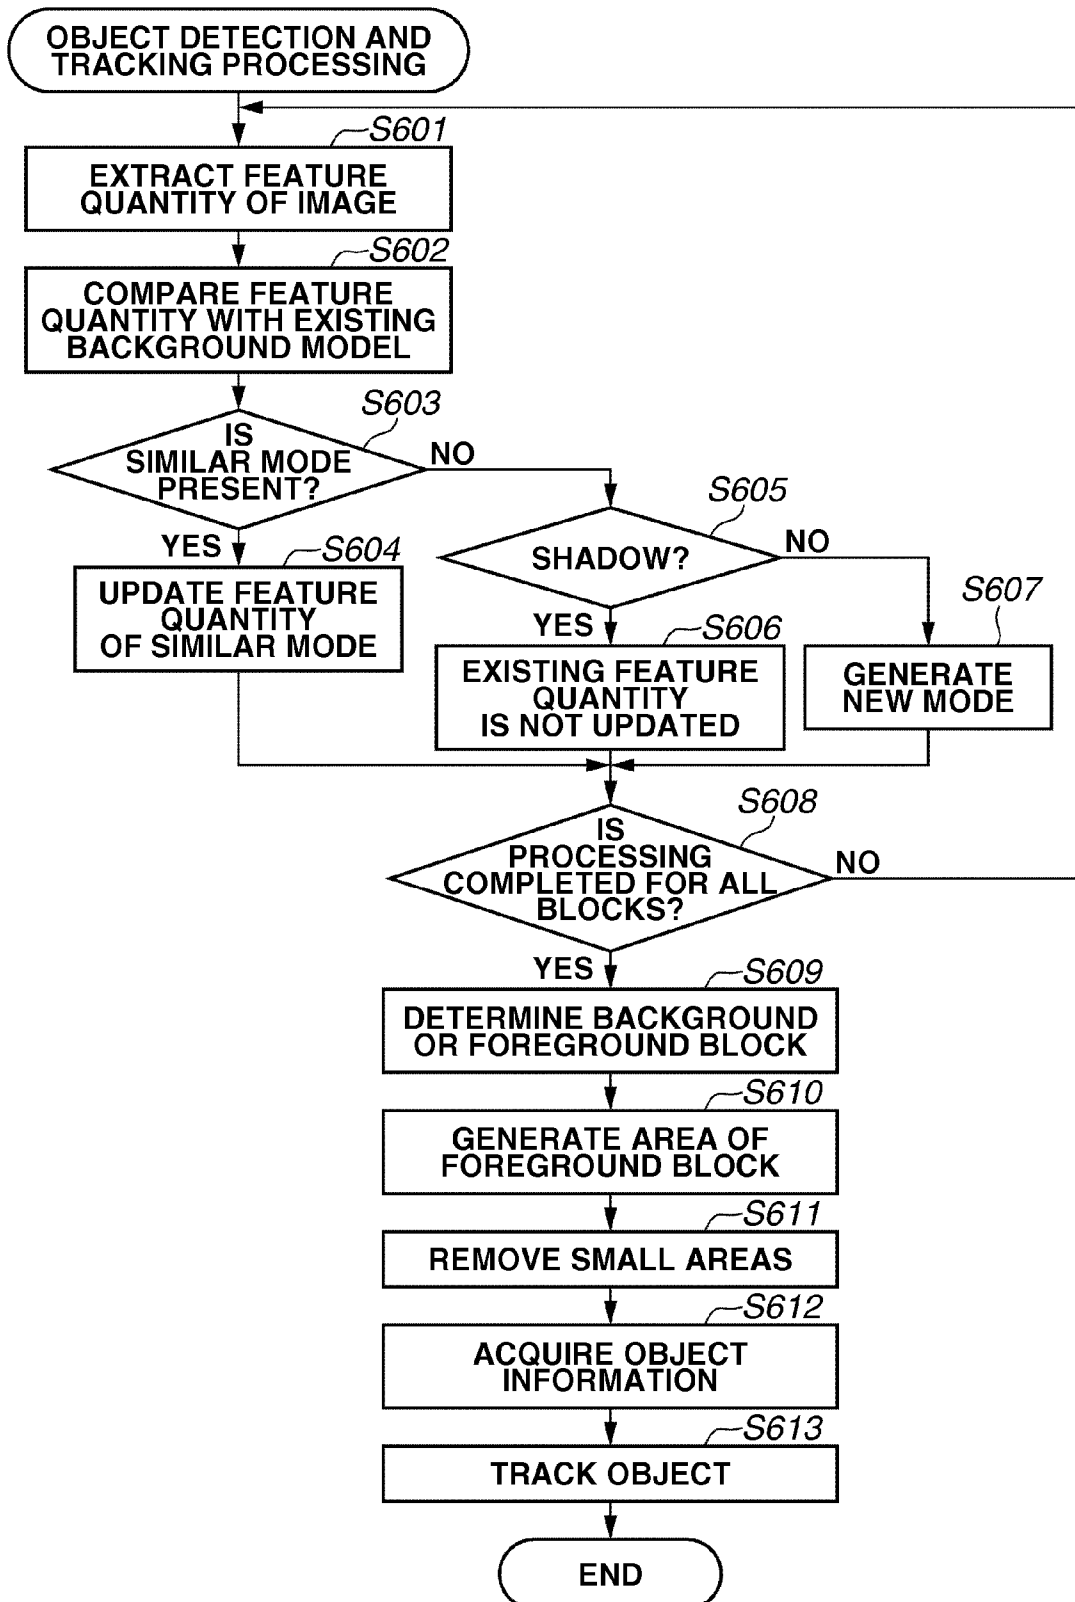 OBJECT DETECTION AND
TRACKING PROCESSING
S601
EXTRACT FEATURE
QUANTITY OF IMAGE
S602
COMPARE FEATURE
QUANTITY WITH EXISTING
BACKGROUND MODEL
S603
IS
SIMILAR MODE
PRESENT?
NO
YES
S604
UPDATE FEATURE
QUANTITY
OF SIMILAR MODE
S605
SHADOW?
NO
YES
S606
EXISTING FEATURE
QUANTITY
IS NOT UPDATED
S607
GENERATE
NEW MODE
S608
IS
PROCESSING
COMPLETED FOR ALL
BLOCKS?
NO
YES
S609
DETERMINE BACKGROUND
OR FOREGROUND BLOCK
S610
GENERATE AREA OF
FOREGROUND BLOCK
S611
REMOVE SMALL AREAS
S612
ACQUIRE OBJECT
INFORMATION
S613
TRACK OBJECT
END